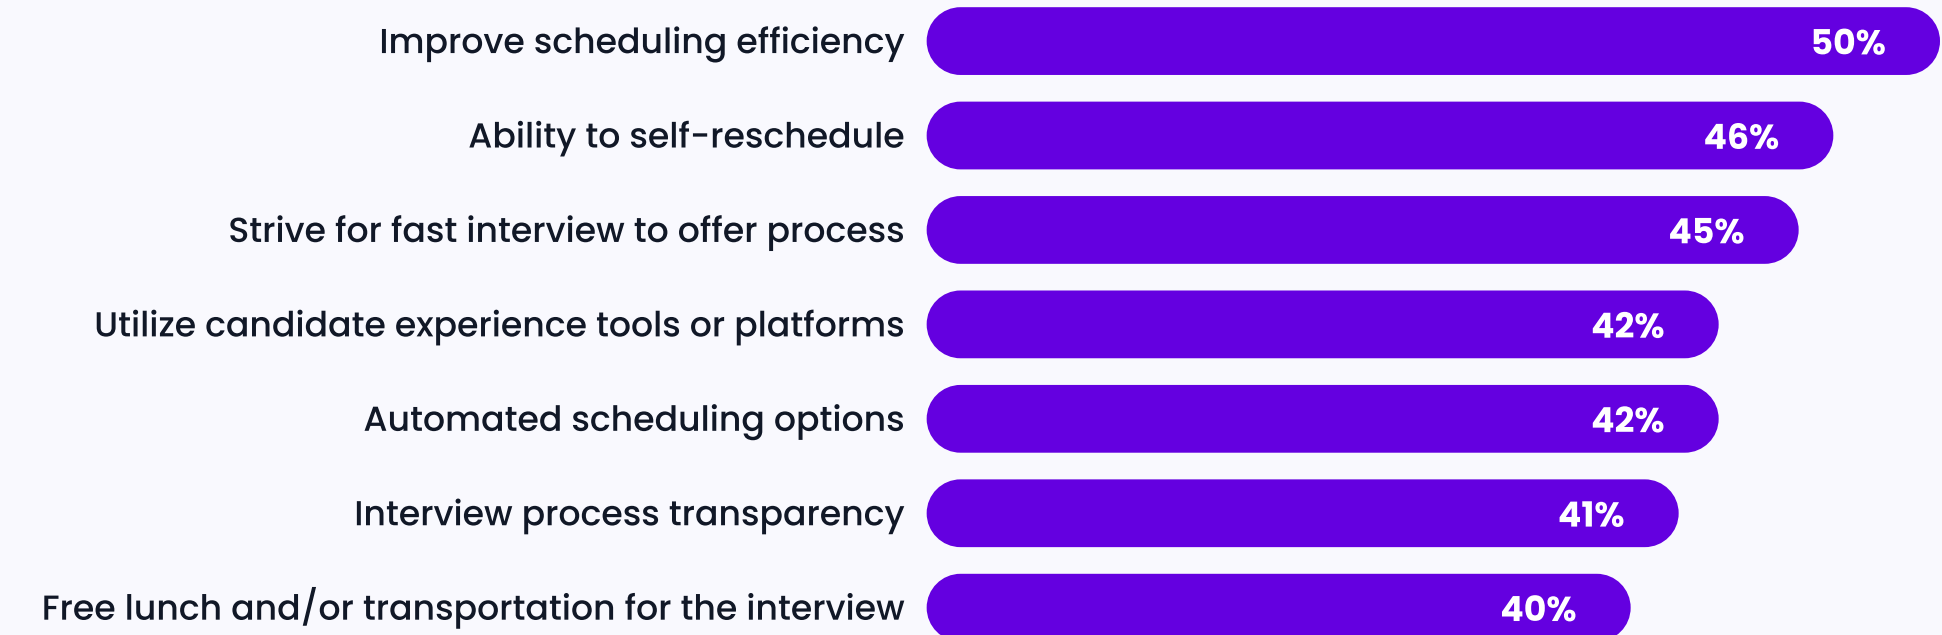 Improve scheduling efficiency 50%
Ability to self-reschedule 46%
Strive for fast interview to offer process 45%
Utilize candidate experience tools or platforms 42%
Automated scheduling options 42%
Interview process transparency 41%
Free lunch and/or transportation for the interview 40%